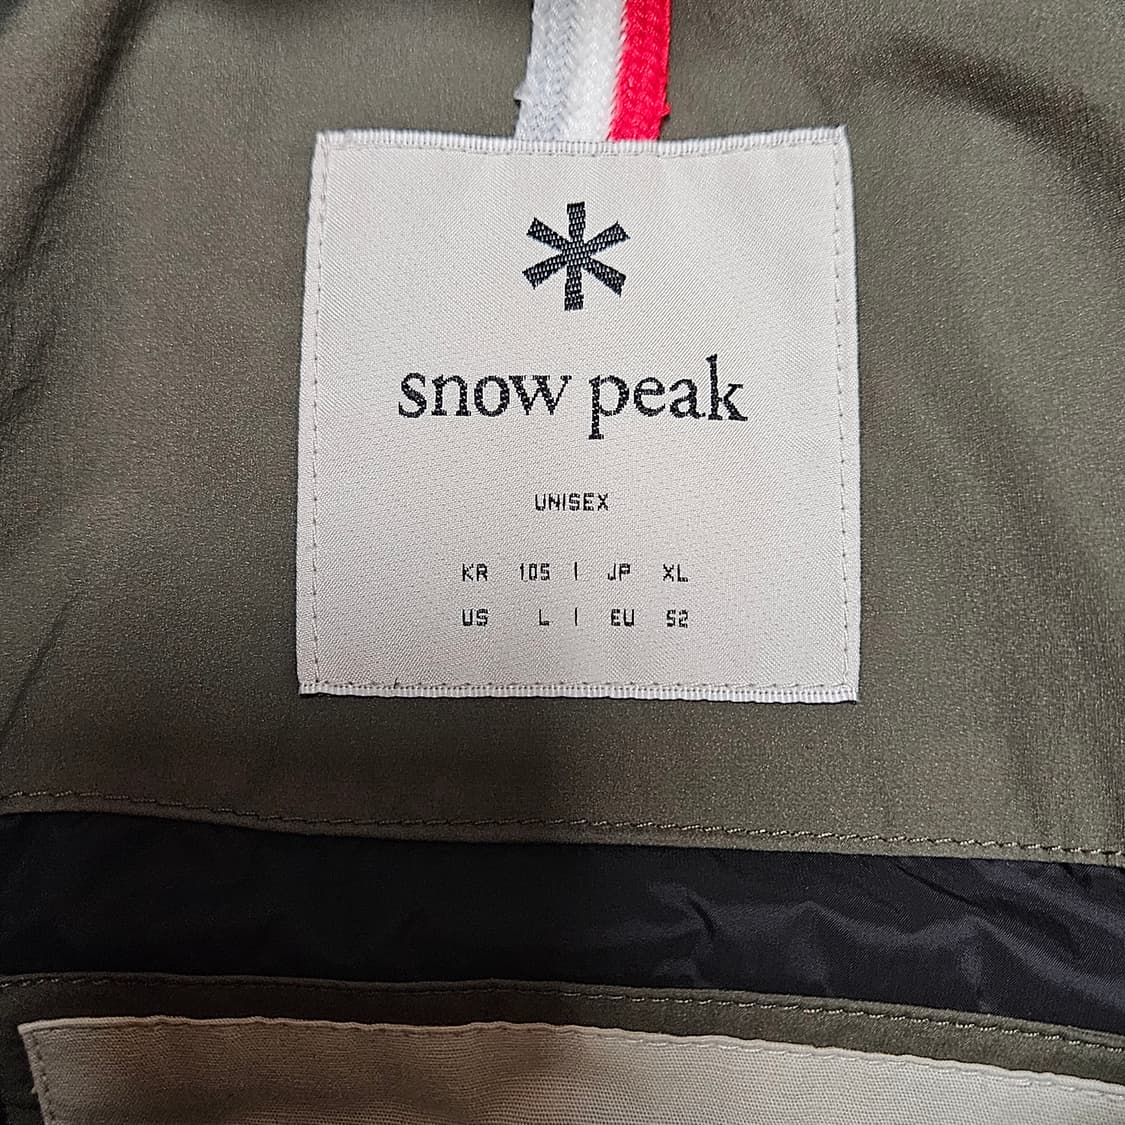 snow peak
UNISEX
KR 105 | JP XL
US L | EU 52